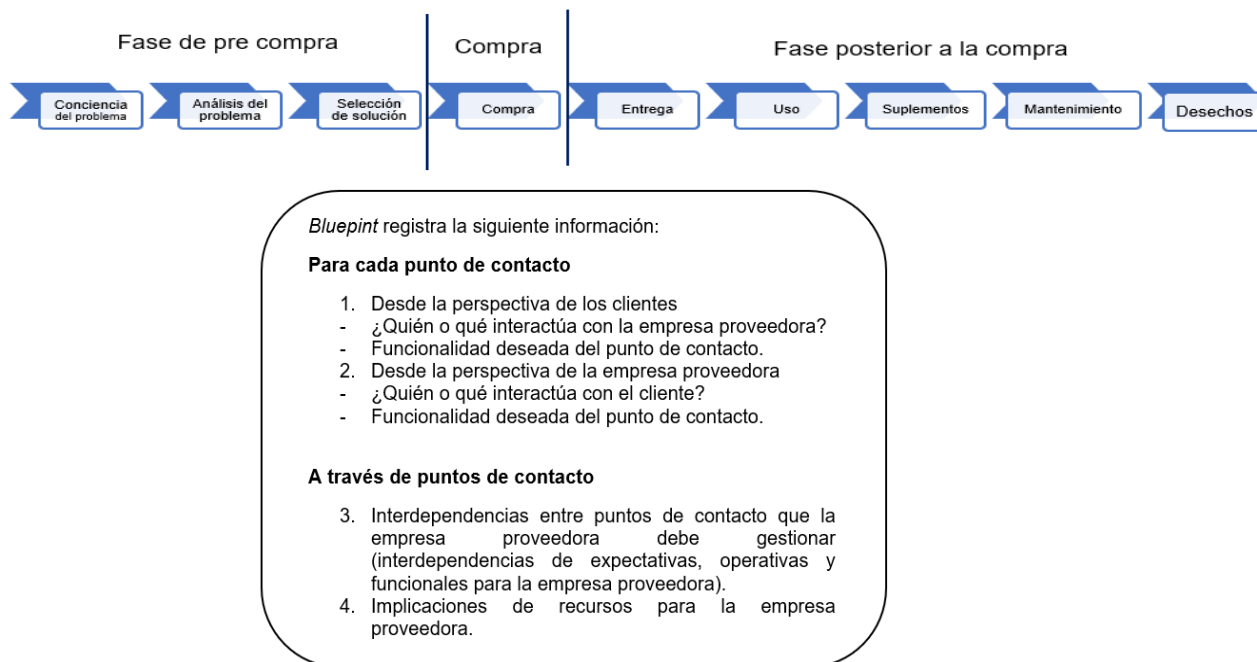 Fase de pre compra
Compra
Fase posterior a la compra
Conciencia
del problema
Análisis del
problema
Selección
de solución
Compra
Entrega
Uso
Suplementos
Mantenimiento
Desechos
Bluepint registra la siguiente información:
Para cada punto de contacto
1. Desde la perspectiva de los clientes
- ¿Quién o qué interactúa con la empresa proveedora?
- Funcionalidad deseada del punto de contacto.
2. Desde la perspectiva de la empresa proveedora
- ¿Quién o qué interactúa con el cliente?
- Funcionalidad deseada del punto de contacto.
A través de puntos de contacto
3. Interdependencias entre puntos de contacto que la
empresa proveedora debe gestionar
(interdependencias de expectativas, operativas y
funcionales para la empresa proveedora).
4. Implicaciones de recursos para la empresa
proveedora.